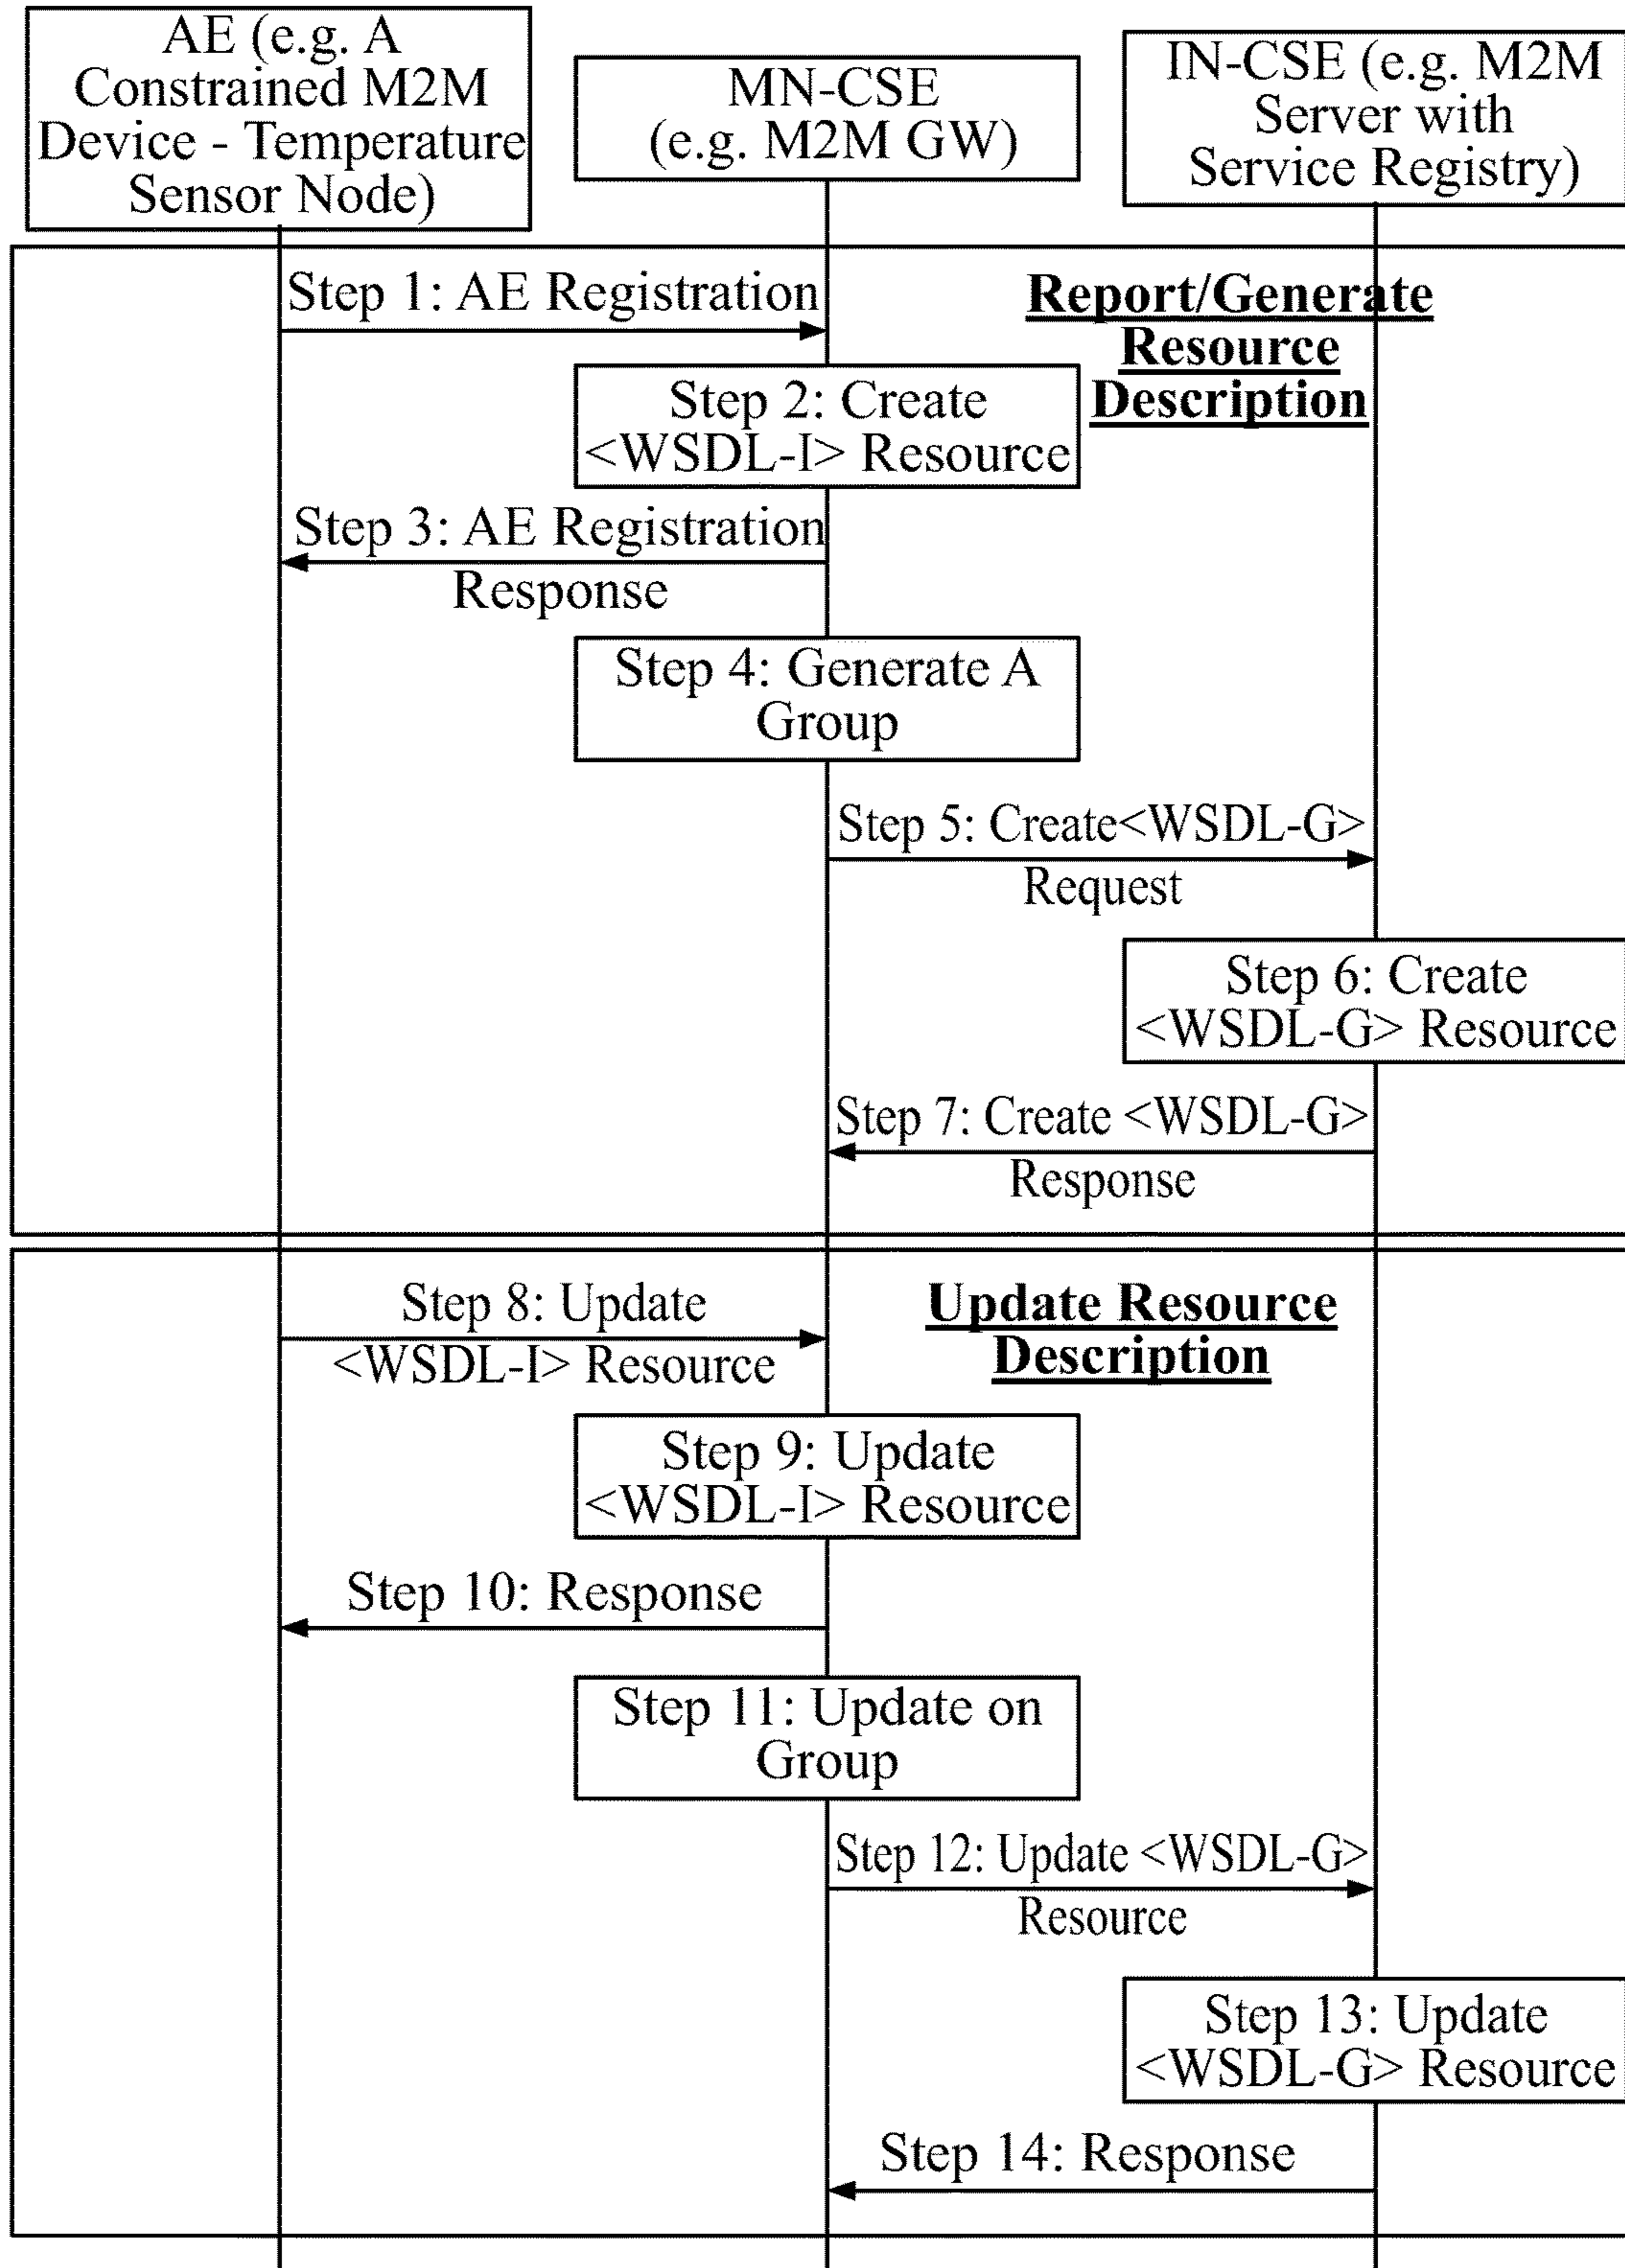 AE (e.g. A
Constrained M2M
Device - Temperature
Sensor Node)
MN-CSE
(e.g. M2M GW)
IN-CSE (e.g. M2M
Server with
Service Registry)
Step 1: AE Registration
Report/Generate
Resource
Description
Step 2: Create
<WSDL-I> Resource
Step 3: AE Registration
Response
Step 4: Generate A
Group
Step 5: Create<WSDL-G>
Request
Step 6: Create
<WSDL-G> Resource
Step 7: Create <WSDL-G>
Response
Step 8: Update
<WSDL-I> Resource
Update Resource
Description
Step 9: Update
<WSDL-I> Resource
Step 10: Response
Step 11: Update on
Group
Step 12: Update <WSDL-G>
Resource
Step 13: Update
<WSDL-G> Resource
Step 14: Response